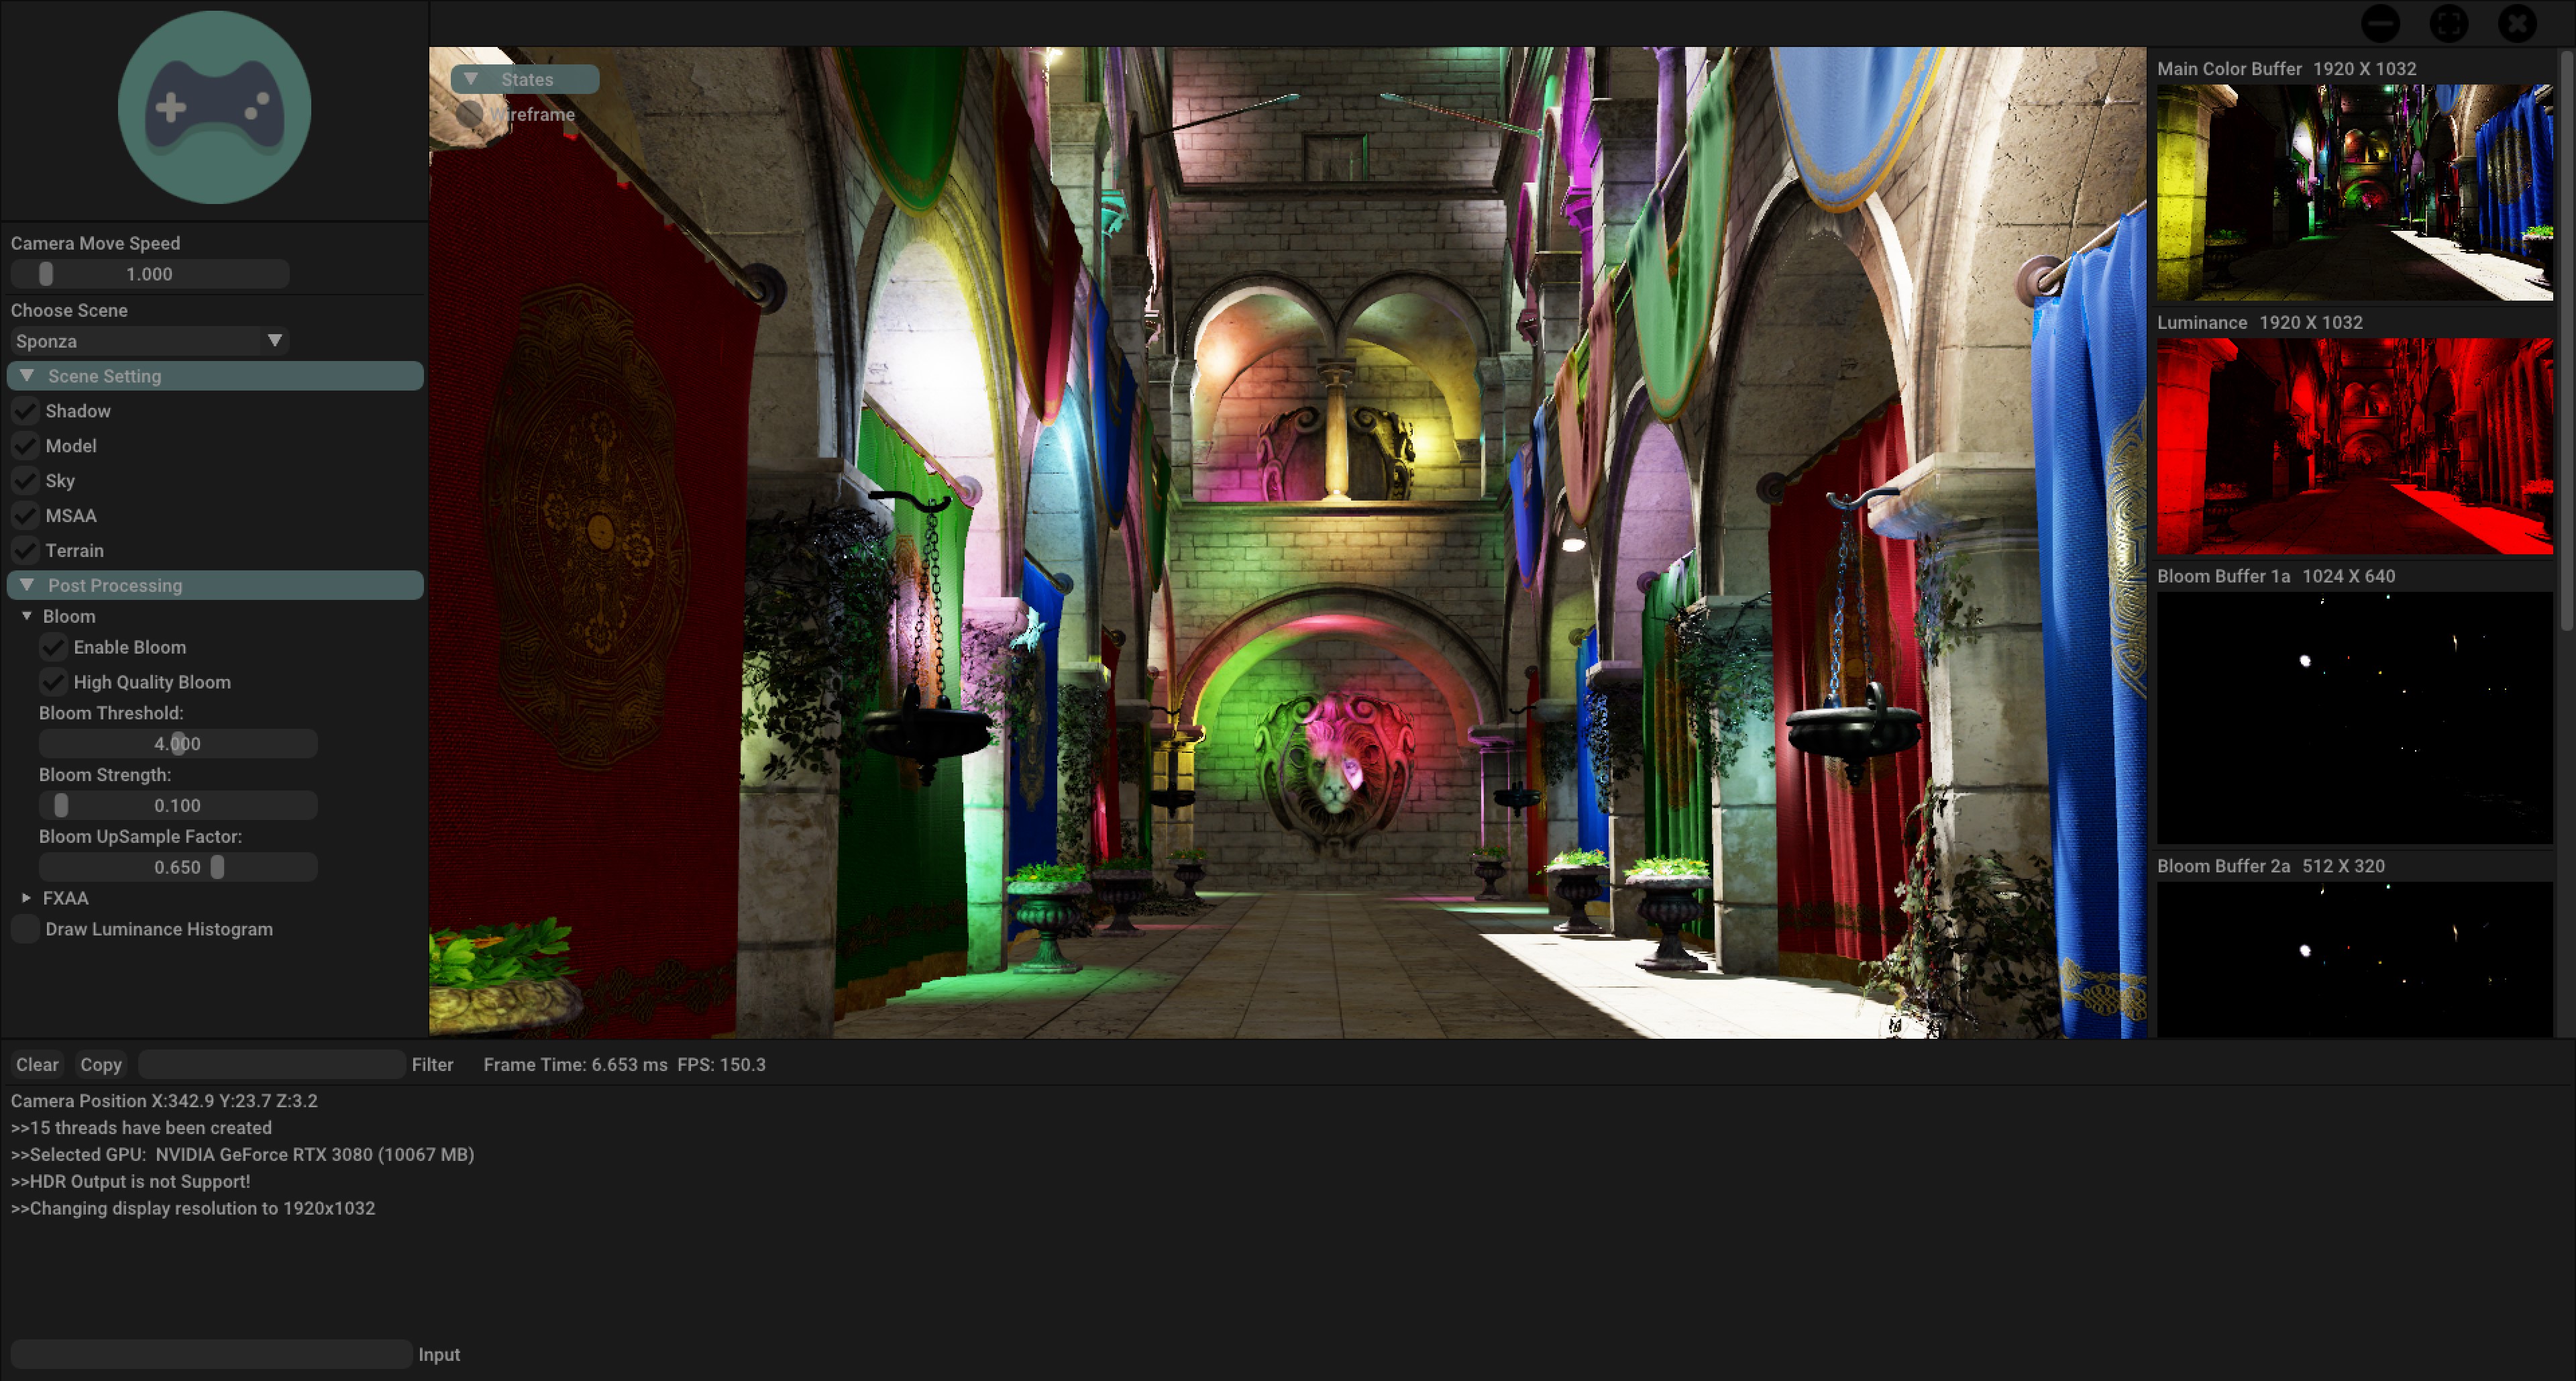 Camera Move Speed
1.000
Choose Scene
Sponza
Scene Setting
Shadow
Model
Sky
MSAA
Terrain
Post Processing
Bloom
Enable Bloom
High Quality Bloom
Bloom Threshold:
4.000
Bloom Strength:
0.100
Bloom UpSample Factor:
0.650
FXAA
Draw Luminance Histogram
States
Wireframe
Main Color Buffer 1920 X 1032
Luminance 1920 X 1032
Bloom Buffer 1a 1024 X 640
Bloom Buffer 2a 512 X 320
Clear Copy Filter Frame Time: 6.653 ms FPS: 150.3
Camera Position X:342.9 Y:23.7 Z:3.2
>>15 threads have been created
>>Selected GPU: NVIDIA GeForce RTX 3080 (10067 MB)
>>HDR Output is not Support!
>>Changing display resolution to 1920x1032
Input